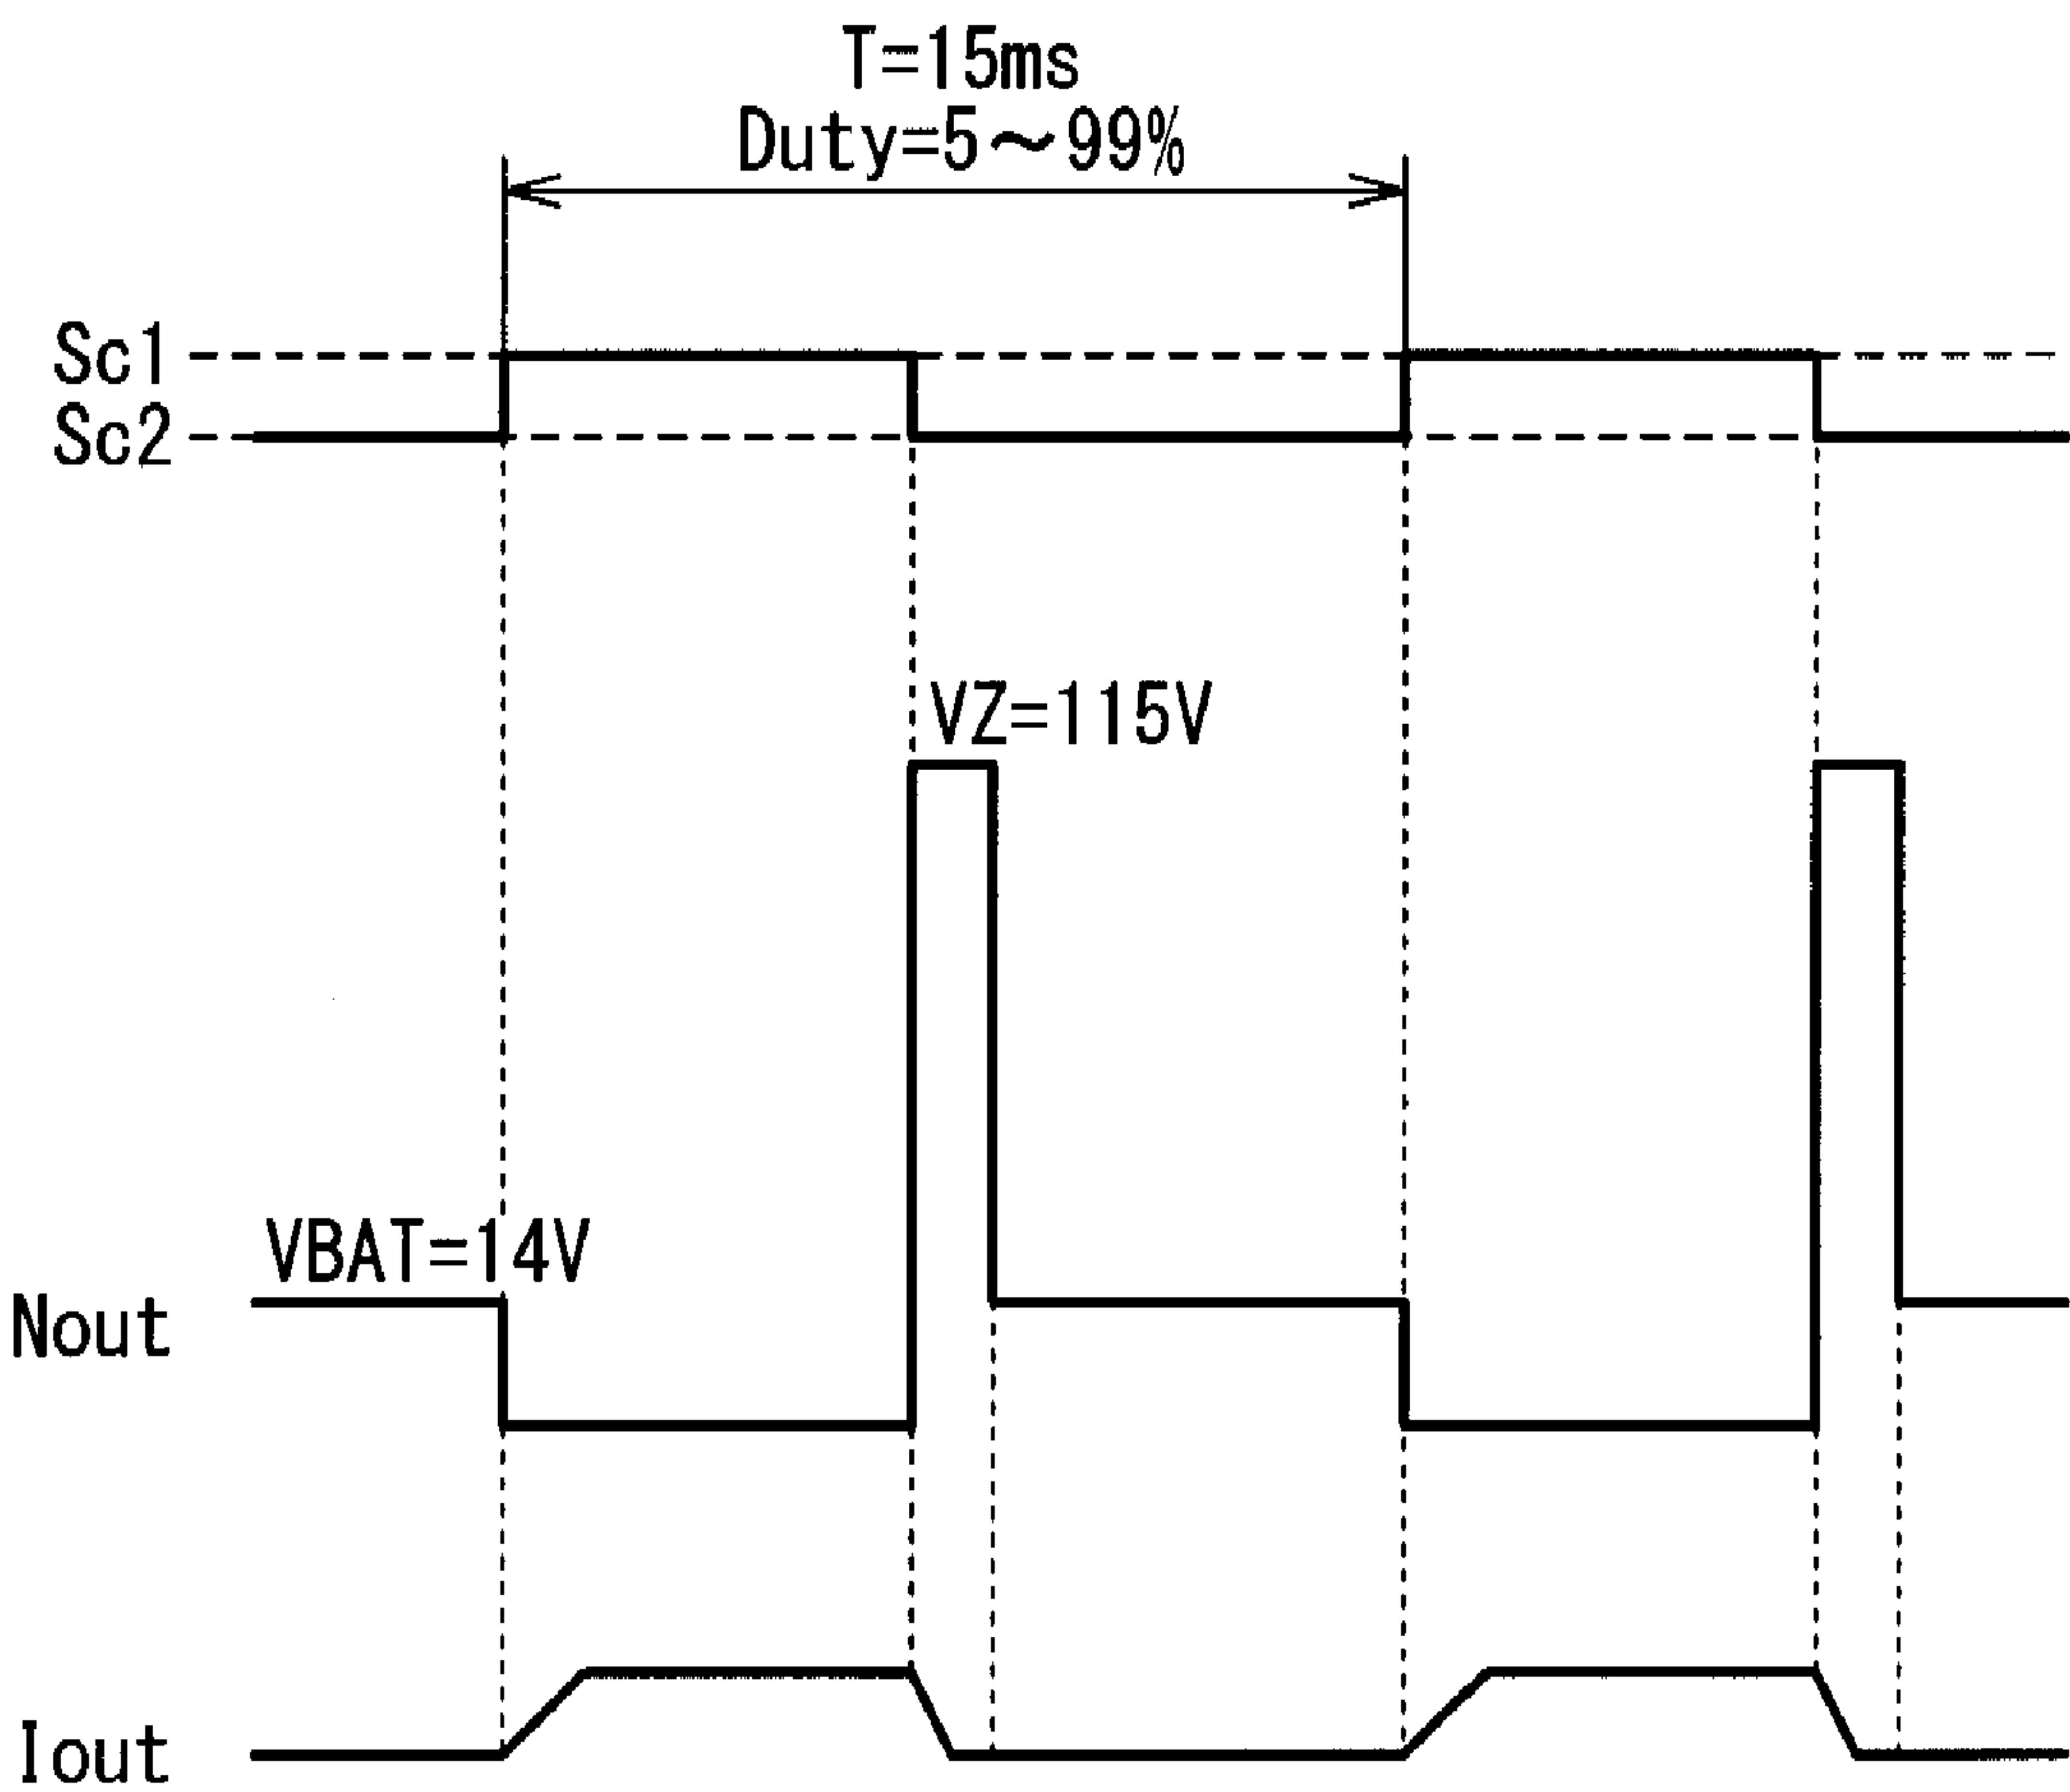 T=15ms
Duty=5～99%
Sc1
Sc2
VZ=115V
VBAT=14V
Nout
Iout